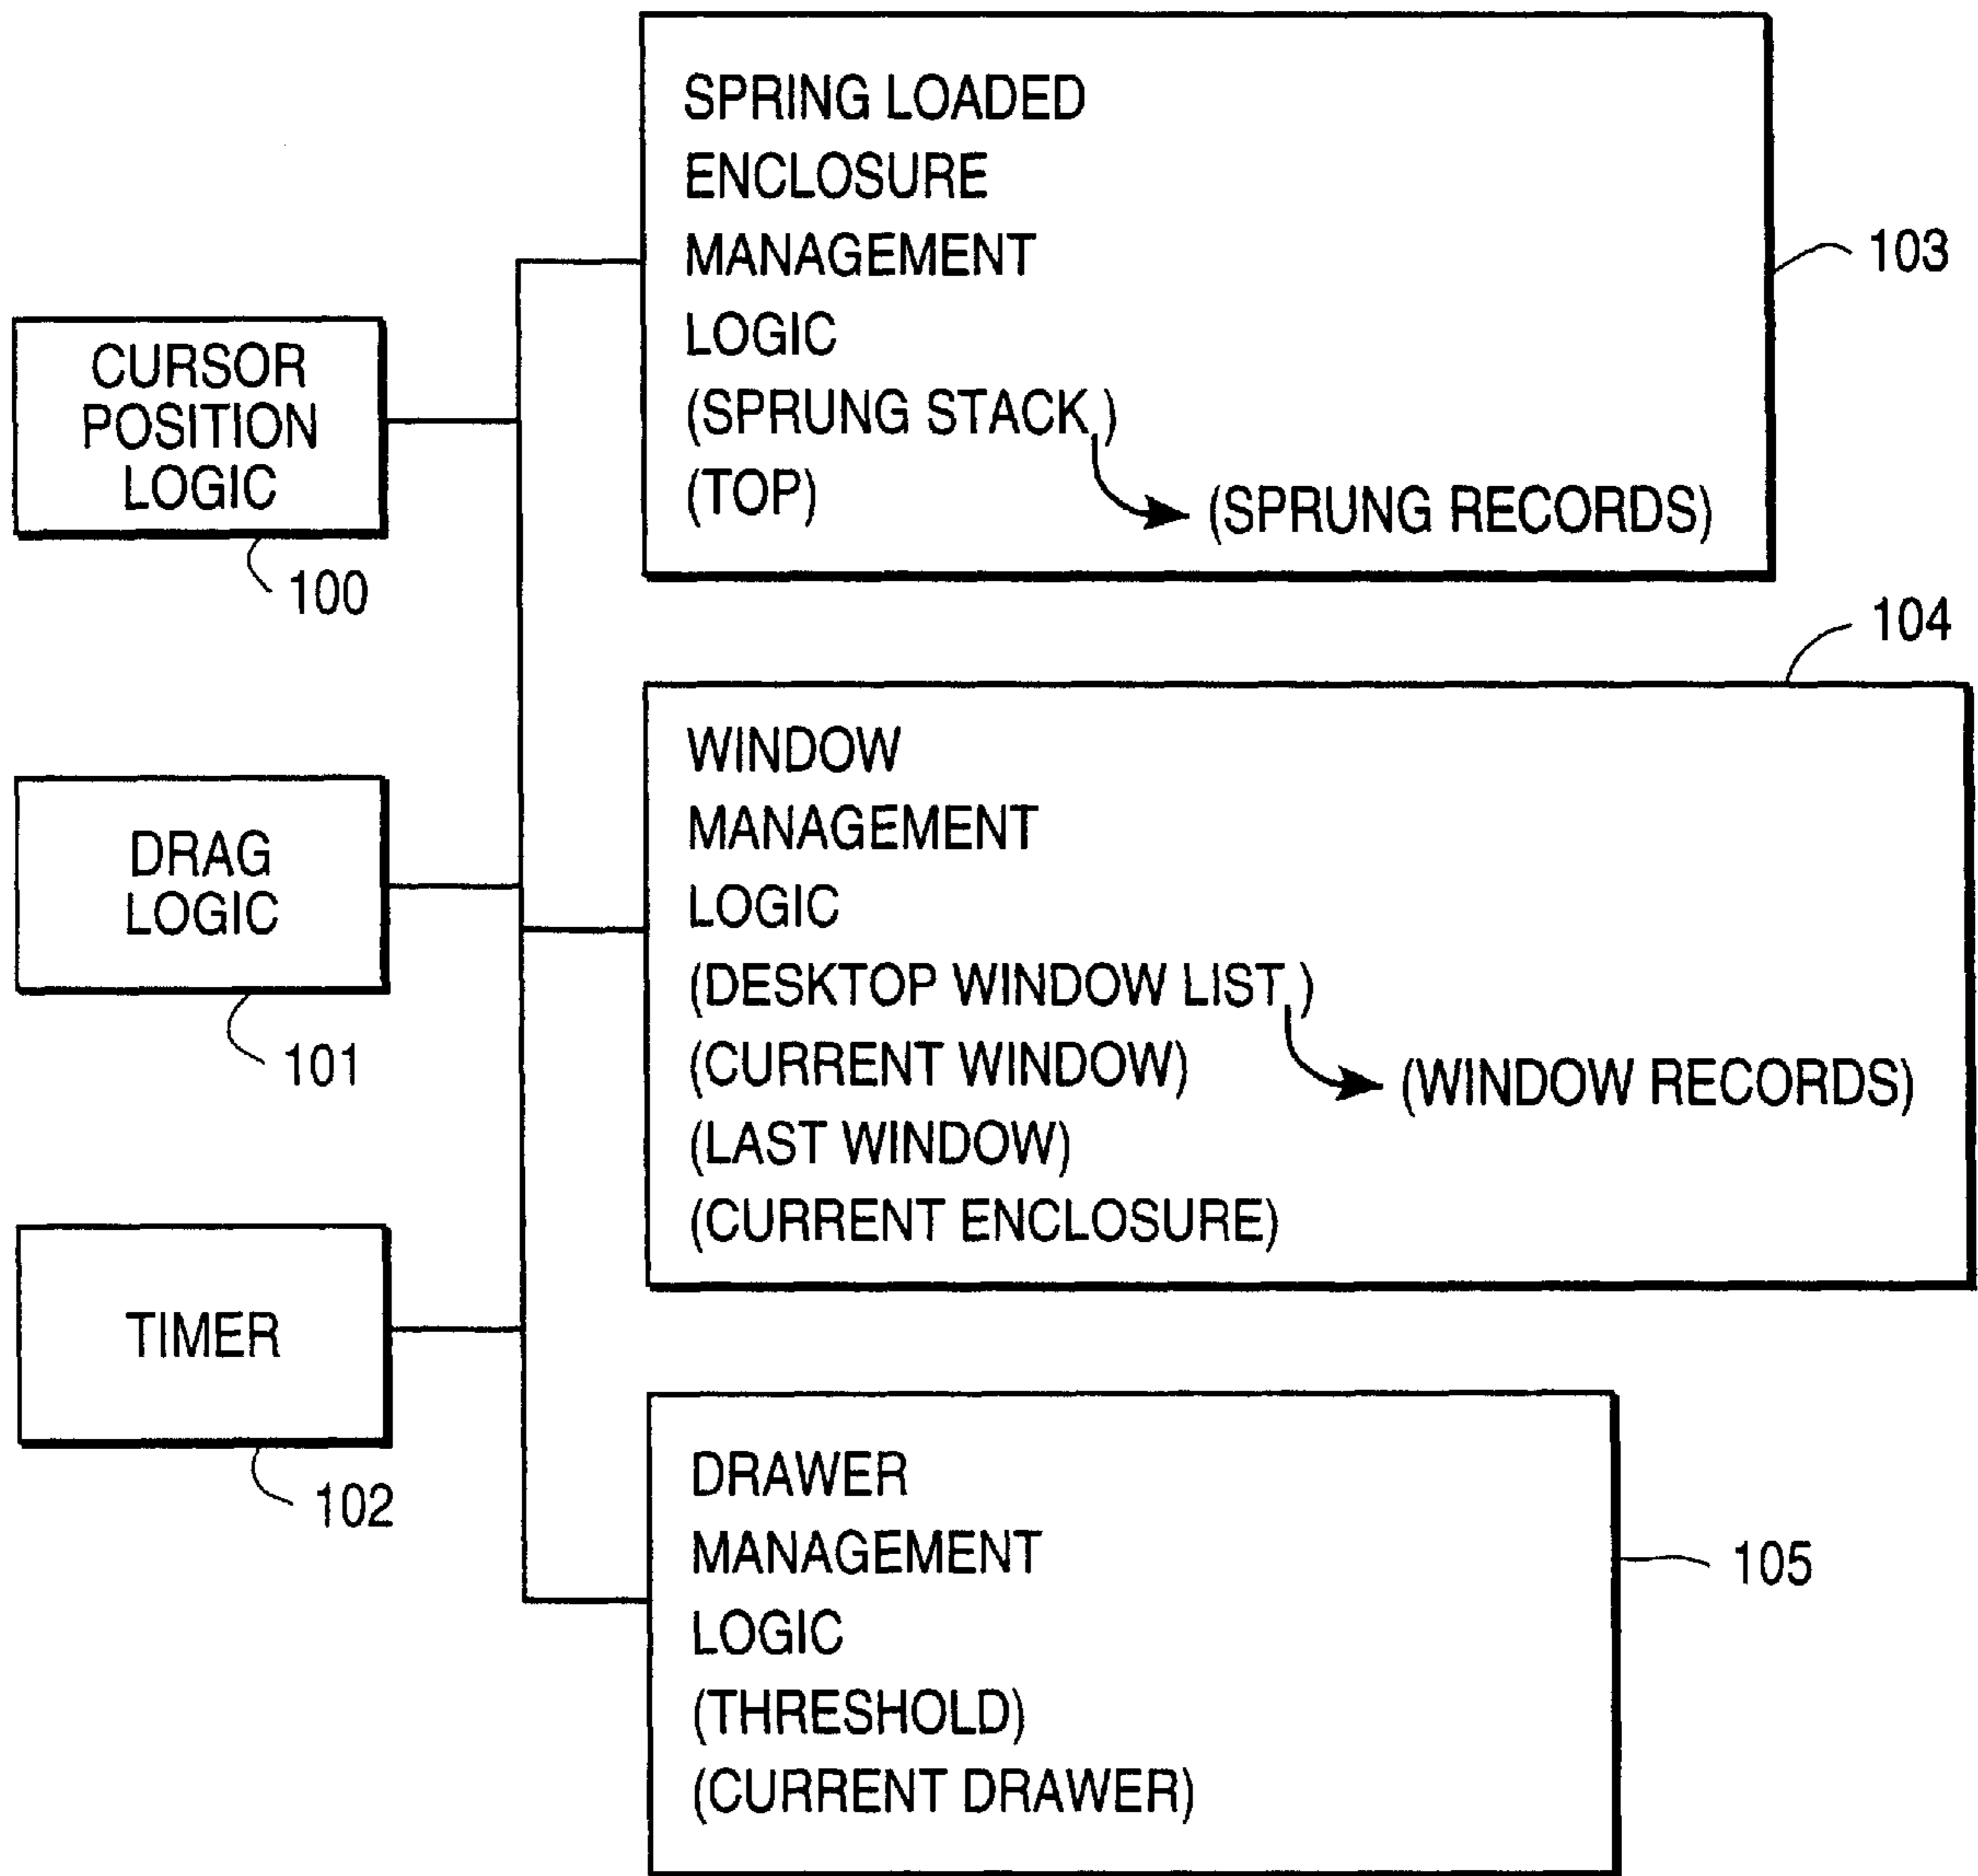 CURSOR
POSITION
LOGIC
100
DRAG
LOGIC
101
TIMER
102
SPRING LOADED
ENCLOSURE
MANAGEMENT
LOGIC
(SPRUNG STACK )
(TOP)
(SPRUNG RECORDS)
103
104
WINDOW
MANAGEMENT
LOGIC
(DESKTOP WINDOW LIST )
(CURRENT WINDOW)
(WINDOW RECORDS)
(LAST WINDOW)
(CURRENT ENCLOSURE)
DRAWER
MANAGEMENT
LOGIC
(THRESHOLD)
(CURRENT DRAWER)
105